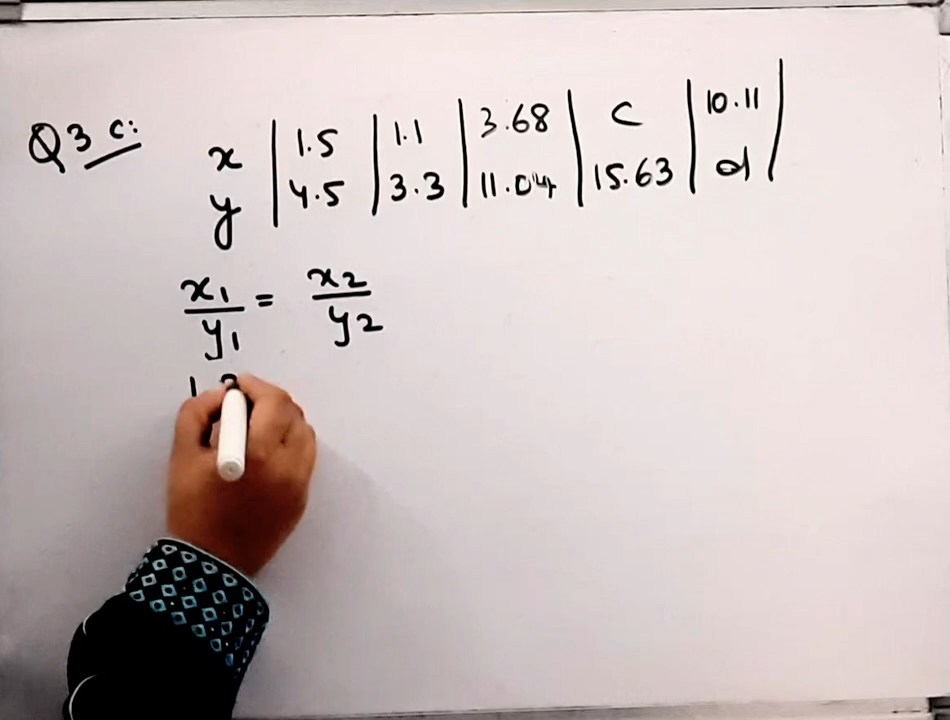 Q3 c:
x | 1.5 | 1.1 | 3.68 | c | 10.11 |
y | 4.5 | 3.3 | 11.04 | 15.63 | d |
x₁/y₁ = x₂/y₂